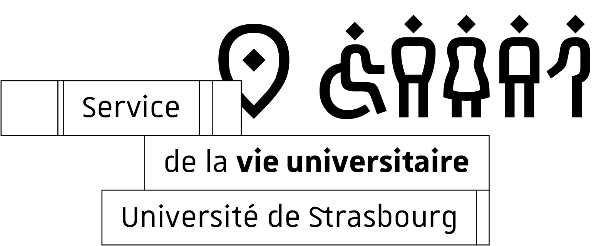 Service
de la vie universitaire
Université de Strasbourg